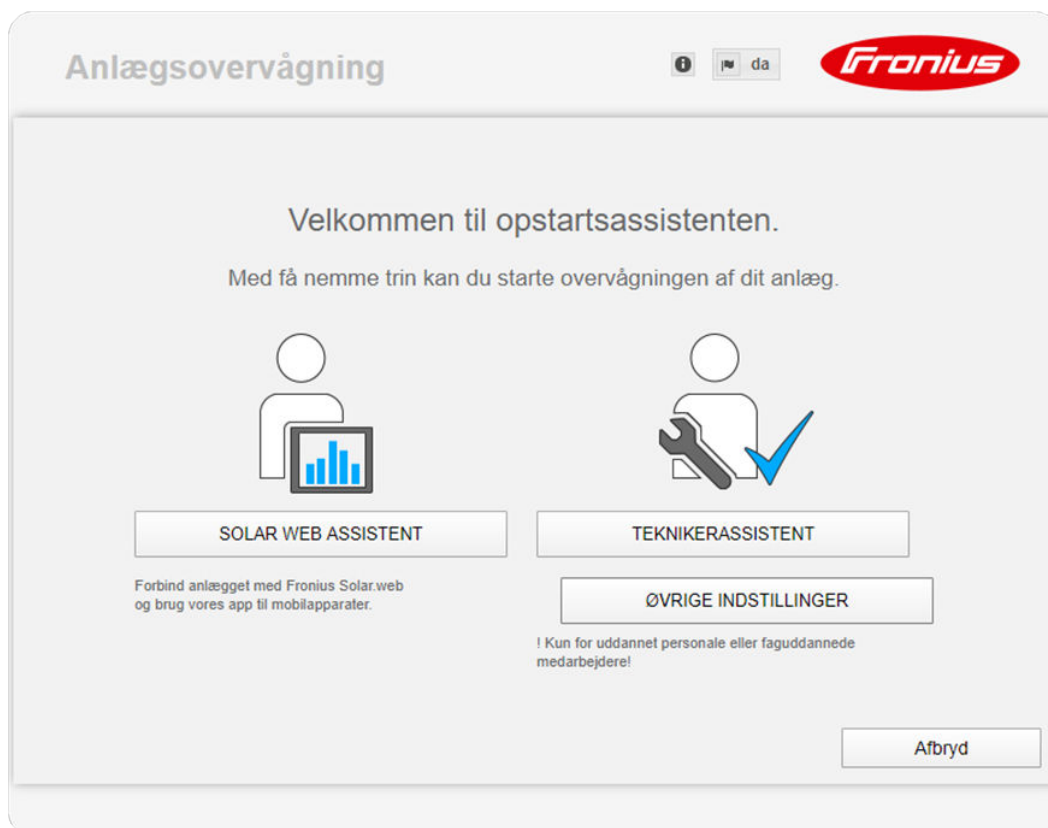 Anlægsovervågning
da
Fronius
Velkommen til opstartsassistenten.
Med få nemme trin kan du starte overvågningen af dit anlæg.
SOLAR WEB ASSISTENT
Forbind anlægget med Fronius Solar.web
og brug vores app til mobilapparater.
TEKNIKERASSISTENT
ØVRIGE INDSTILLINGER
! Kun for uddannet personale eller faguddannede
medarbejdere!
Afbryd